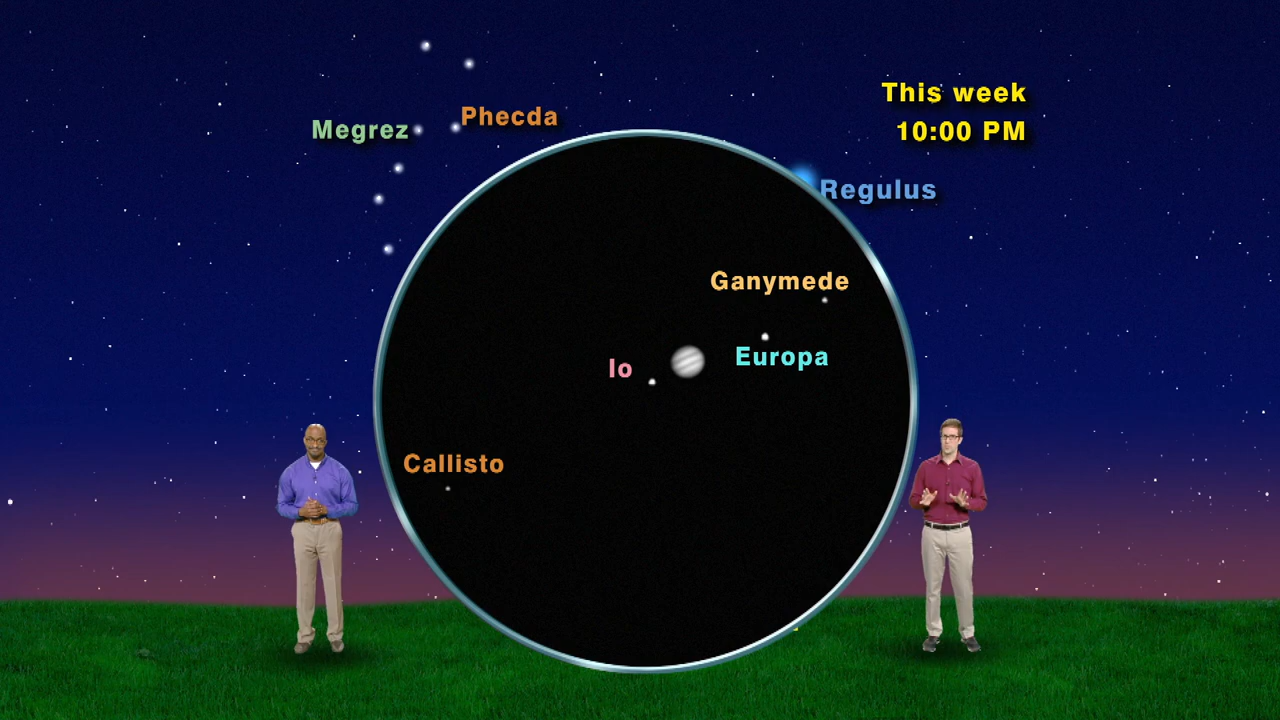 This week
10:00 PM
Phecda
Megrez
Regulus
Ganymede
Europa
Io
Callisto